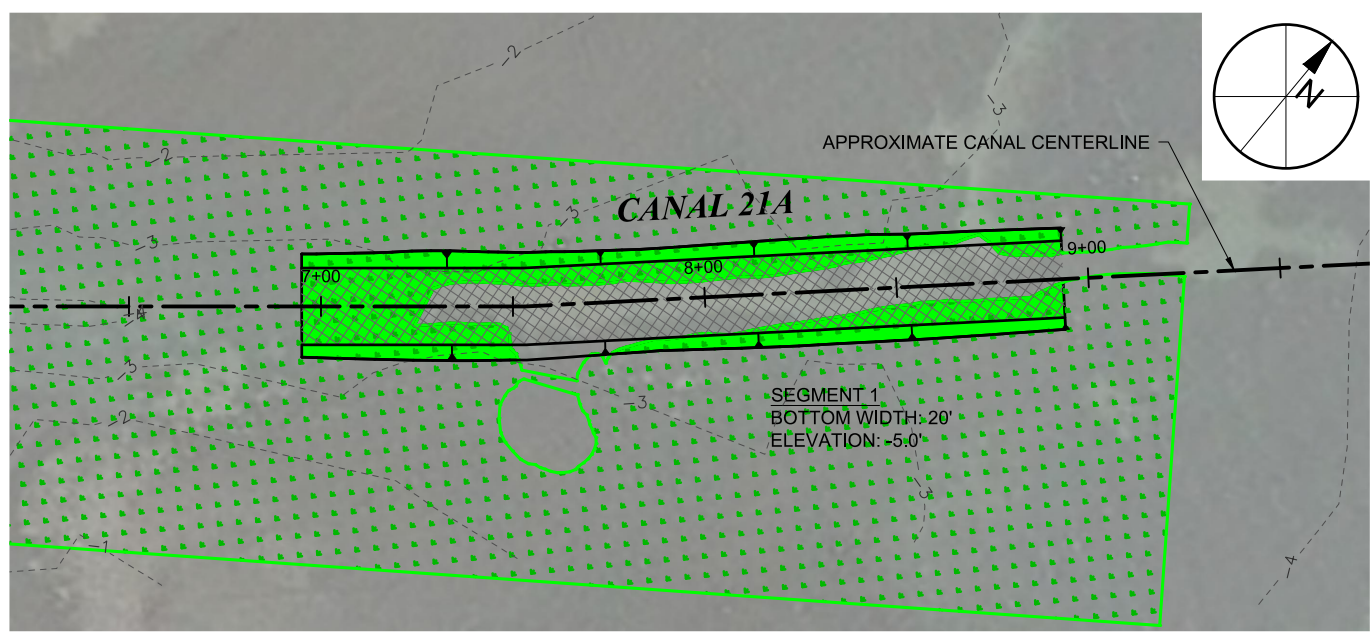 -2
-3
N
APPROXIMATE CANAL CENTERLINE
-2
CANAL 21A
-3
-3
7+00
8+00
9+00
-4
-3
-2
-3
SEGMENT 1
BOTTOM WIDTH: 20'
ELEVATION: -5.0'
-3
-1
-4